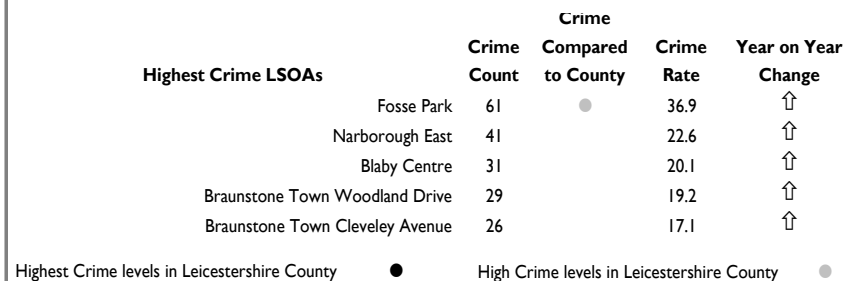 Crime
Crime Compared Crime Year on Year
Highest Crime LSOAs Count to County Rate Change
Fosse Park 61 36.9 ⇧
Narborough East 41 22.6 ⇧
Blaby Centre 31 20.1 ⇧
Braunstone Town Woodland Drive 29 19.2 ⇧
Braunstone Town Cleveley Avenue 26 17.1 ⇧
Highest Crime levels in Leicestershire County High Crime levels in Leicestershire County